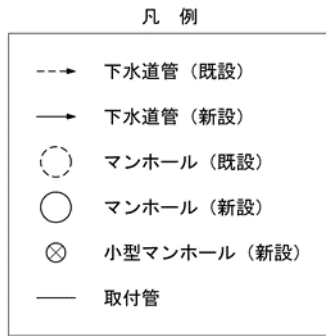 凡 例
下水道管（既設）
下水道管（新設）
マンホール（既設）
マンホール（新設）
小型マンホール（新設）
取付管